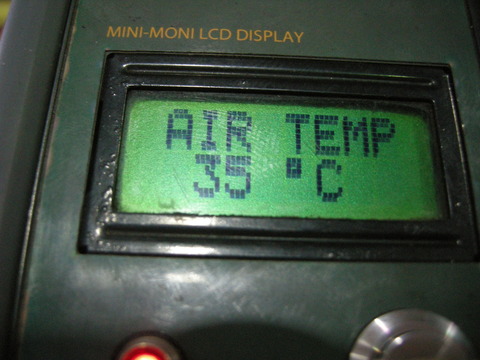 MINI-MONI LCD DISPLAY
AIR TEMP
35 "C